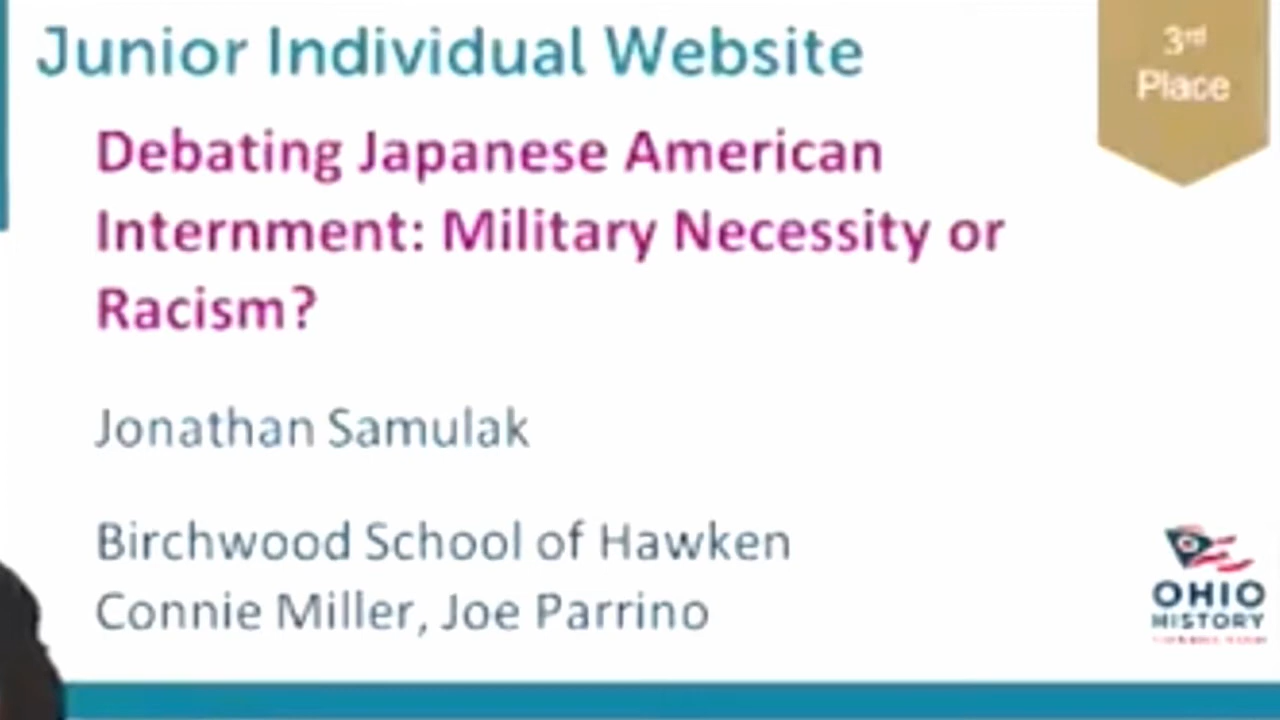 Junior Individual Website
3rd
Place
Debating Japanese American
Internment: Military Necessity or
Racism?
Jonathan Samulak
Birchwood School of Hawken
Connie Miller, Joe Parrino
OHIO
HISTORY